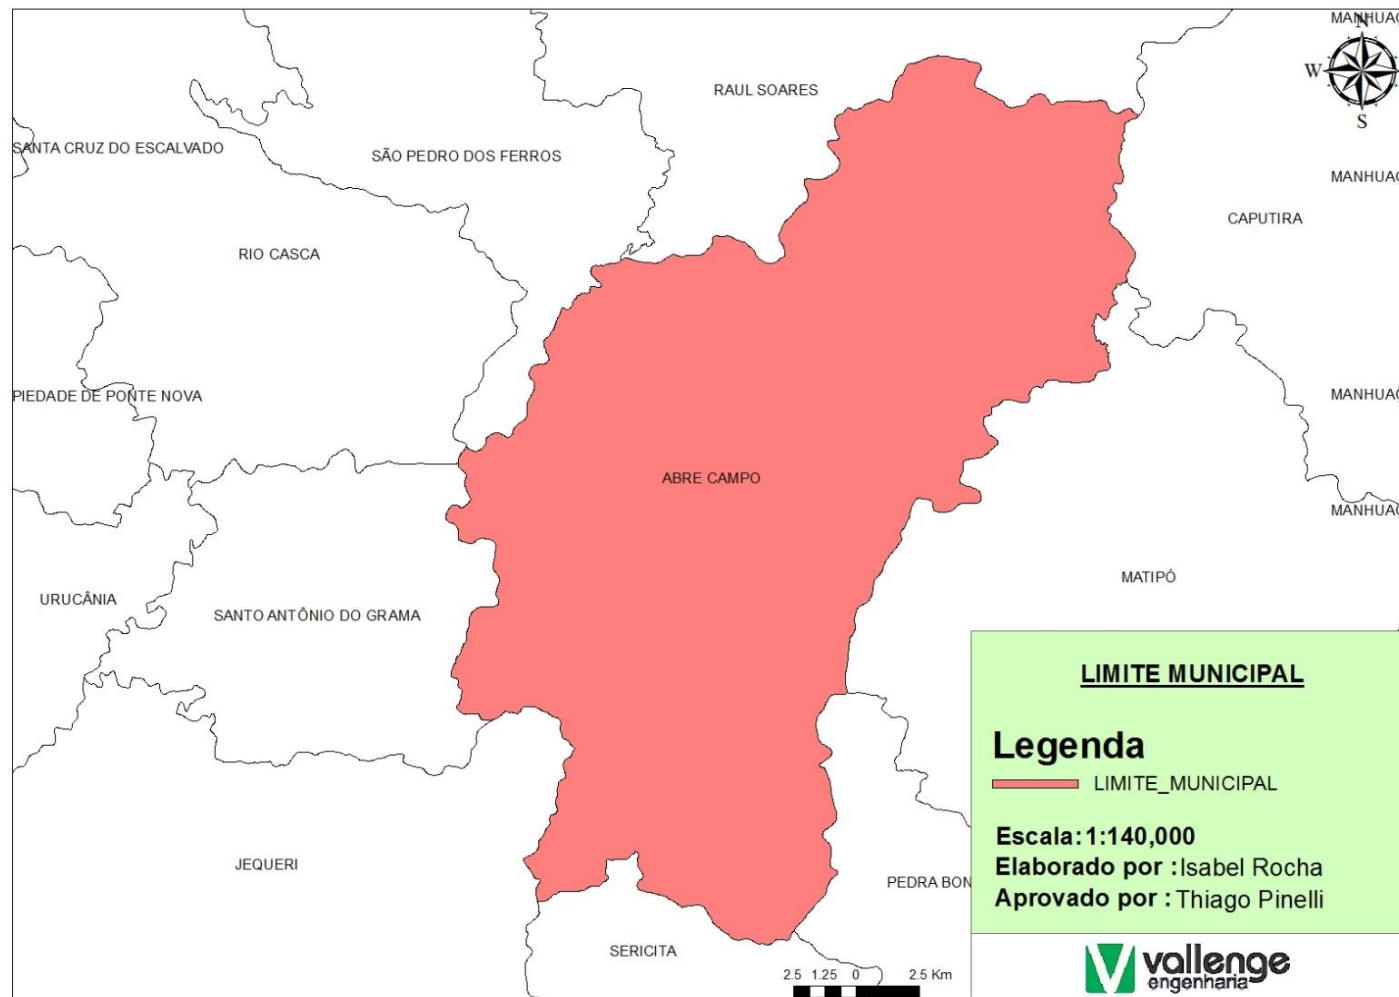 MANHUAÇ
N
W
S
RAUL SOARES
SANTA CRUZ DO ESCALVADO
SÃO PEDRO DOS FERROS
MANHUAÇ
CAPUTIRA
RIO CASCA
PIEDADE DE PONTE NOVA
MANHUAÇ
ABRE CAMPO
MANHUAÇ
MATIPÓ
URUCÂNIA
SANTO ANTÔNIO DO GRAMA
JEQUERI
PEDRA BON
SERICITA
2.5 1.25 0 2.5 Km
LIMITE MUNICIPAL
Legenda
LIMITE_MUNICIPAL
Escala: 1:140,000
Elaborado por : Isabel Rocha
Aprovado por : Thiago Pinelli
vallenge
engenharia